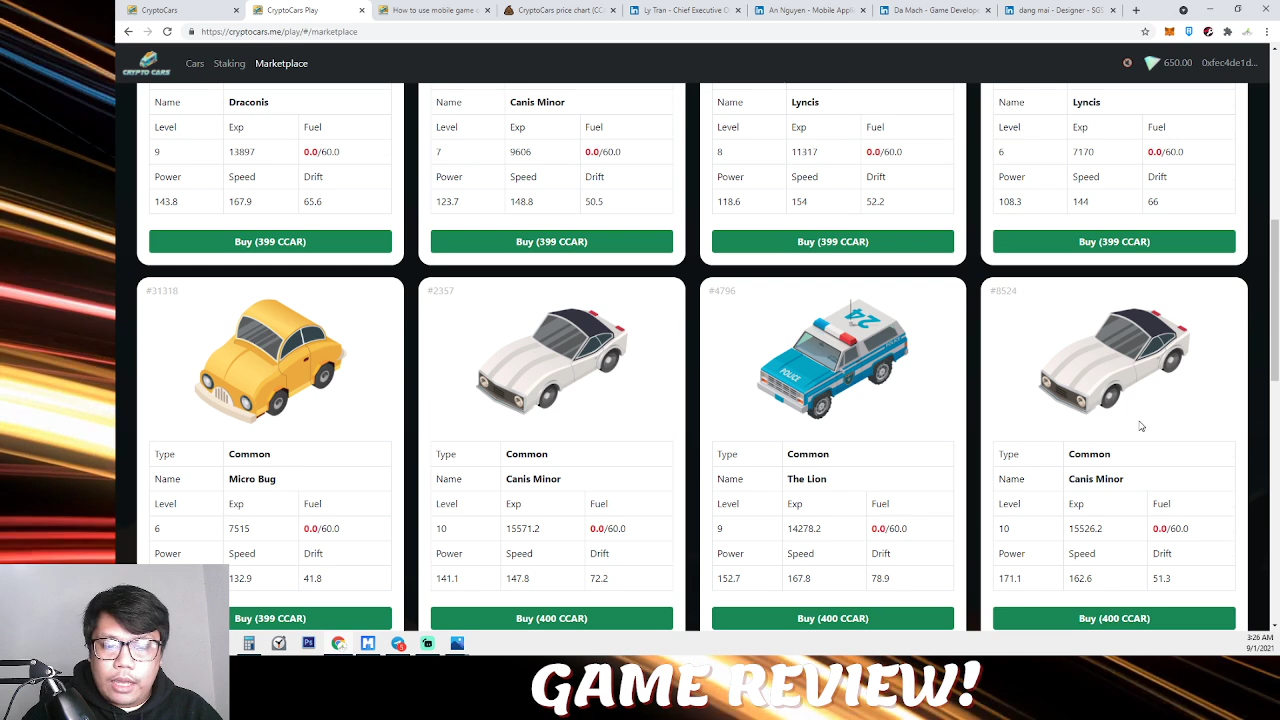 CryptoCars
CryptoCars Play
How to use mobile game o
CryptoCars price chart (CC
Ly Tran - Chief Executive O
An Nguyen - Mobile Appli
Da Mach - Game Develope
dang mai - Designer - SGS
https://cryptocars.me/play/#/marketplace
CRYPTO CARS
Cars Staking Marketplace
650.00 0xfec4de1d...
Name Draconis
Level Exp Fuel
9 13897 0.0/60.0
Power Speed Drift
143.8 167.9 65.6
Buy (399 CCAR)
Name Canis Minor
Level Exp Fuel
7 9606 0.0/60.0
Power Speed Drift
123.7 148.8 50.5
Buy (399 CCAR)
Name Lyncis
Level Exp Fuel
8 11317 0.0/60.0
Power Speed Drift
118.6 154 52.2
Buy (399 CCAR)
Name Lyncis
Level Exp Fuel
6 7170 0.0/60.0
Power Speed Drift
108.3 144 66
Buy (399 CCAR)
#31318
Type Common
Name Micro Bug
Level Exp Fuel
6 7515 0.0/60.0
Power Speed Drift
132.9 41.8
Buy (399 CCAR)
#2357
Type Common
Name Canis Minor
Level Exp Fuel
10 15571.2 0.0/60.0
Power Speed Drift
141.1 147.8 72.2
Buy (400 CCAR)
#4796
24
POLICE
Type Common
Name The Lion
Level Exp Fuel
9 14278.2 0.0/60.0
Power Speed Drift
152.7 167.8 78.9
Buy (400 CCAR)
#8524
Type Common
Name Canis Minor
Level Exp Fuel
10 15526.2 0.0/60.0
Power Speed Drift
171.1 162.6 51.3
Buy (400 CCAR)
3:26 AM
9/1/2021
GAME REVIEW!